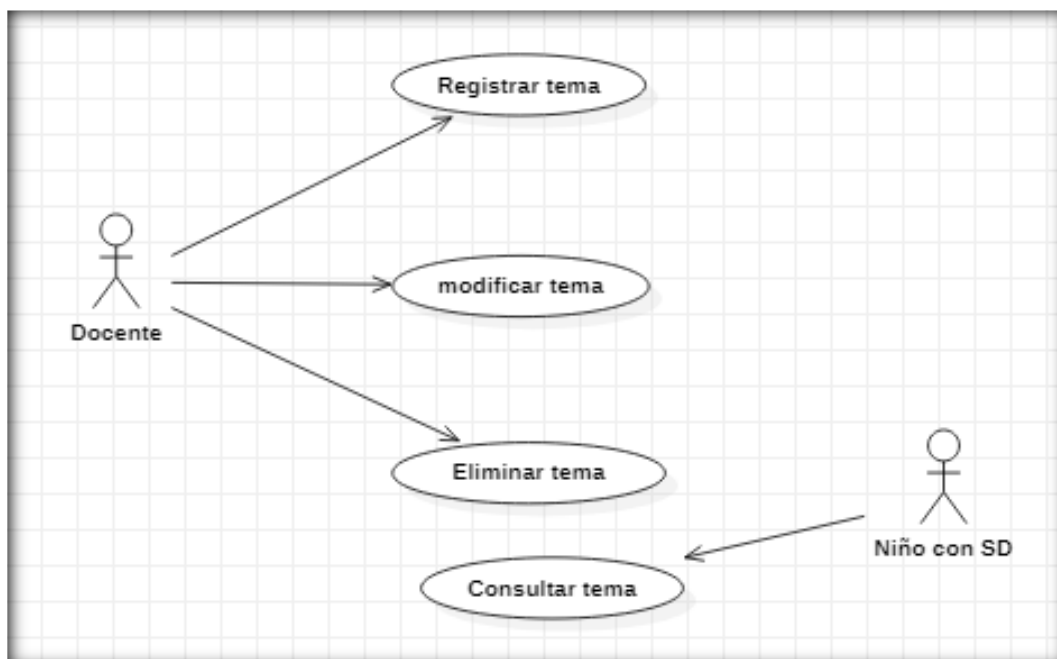 Registrar tema
modificar tema
Docente
Eliminar tema
Niño con SD
Consultar tema